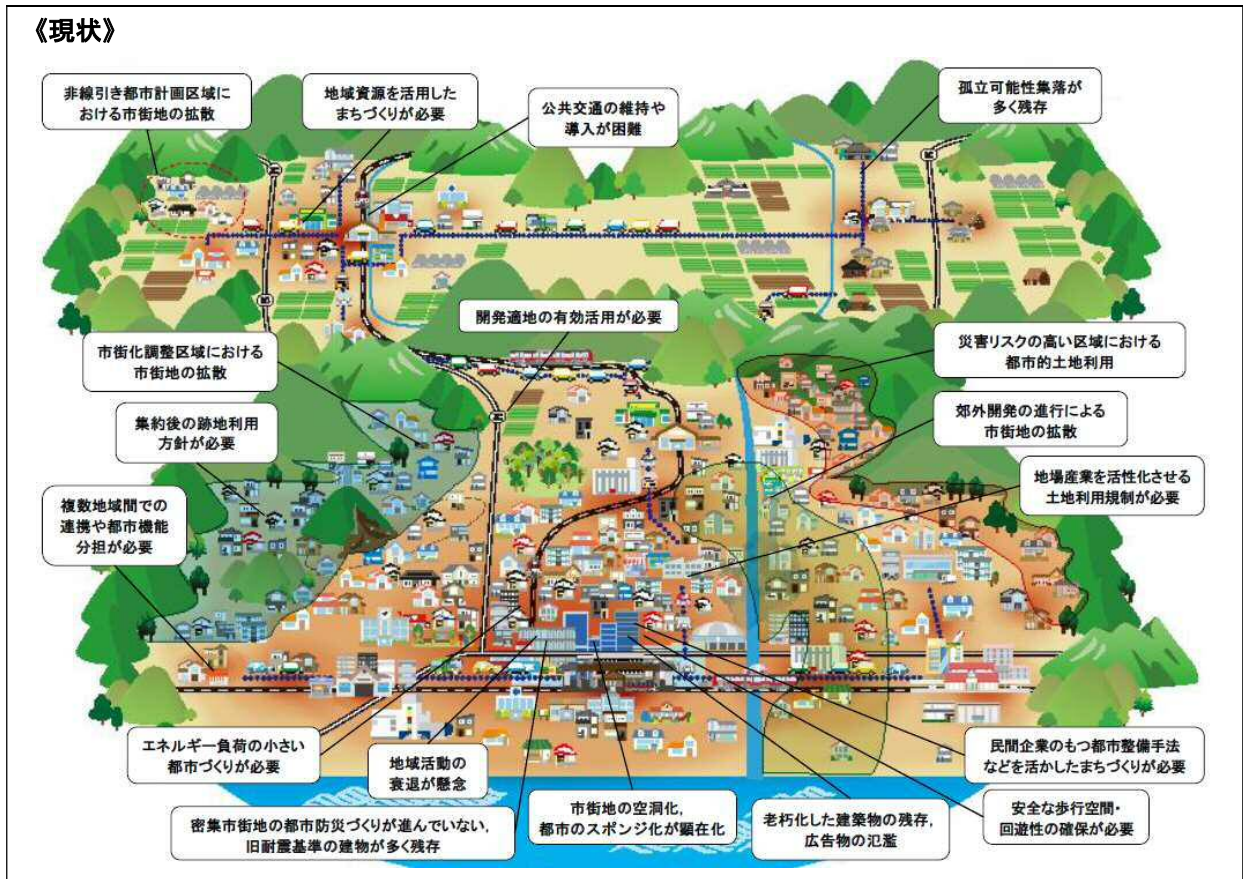 《現状》
非線引き都市計画区域に
おける市街地の拡散
地域資源を活用した
まちづくりが必要
公共交通の維持や
導入が困難
孤立可能性集落が
多く残存
開発適地の有効活用が必要
市街化調整区域における
市街地の拡散
災害リスクの高い区域における
都市的土地利用
集約後の跡地利用
方針が必要
郊外開発の進行による
市街地の拡散
複数地域間での
連携や都市機能
分担が必要
地場産業を活性化させる
土地利用規制が必要
エネルギー負荷の小さい
都市づくりが必要
地域活動の
衰退が懸念
密集市街地の都市防災づくりが進んでいない,
旧耐震基準の建物が多く残存
市街地の空洞化,
都市のスポンジ化が顕在化
老朽化した建築物の残存,
広告物の氾濫
民間企業のもつ都市整備手法
などを活かしたまちづくりが必要
安全な歩行空間・
回遊性の確保が必要